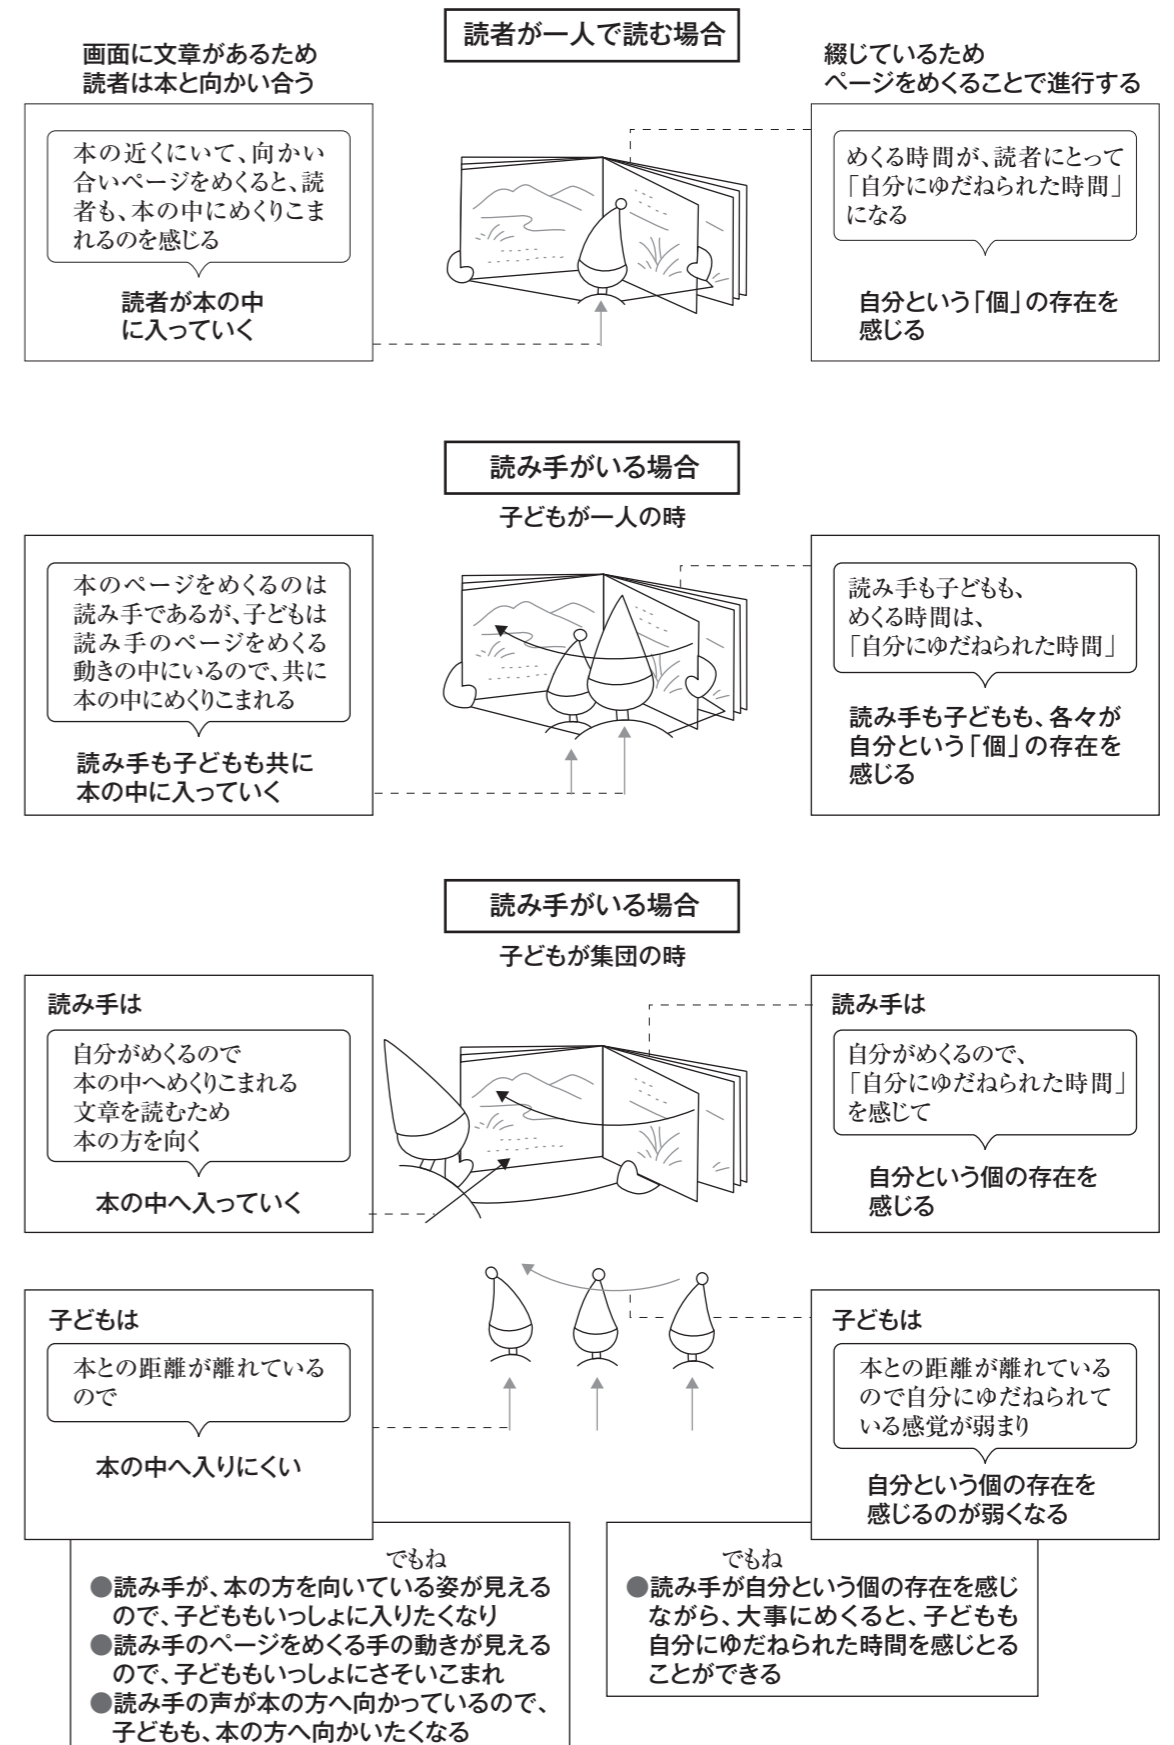 読者が一人で読む場合
画面に文章があるため
読者は本と向かい合う
本の近くにいて、向かい
合いページをめくると、読
者も、本の中にめくりこま
れるのを感じる
読者が本の中
に入っていく
綴じているため
ページをめくることで進行する
めくる時間が、読者にとって
「自分にゆだねられた時間」
になる
自分という「個」の存在を
感じる
読み手がいる場合
子どもが一人の時
本のページをめくるのは
読み手であるが、子どもは
読み手のページをめくる
動きの中にいるので、共に
本の中にめくりこまれる
読み手も子どもも共に
本の中に入っていく
読み手も子どもも、
めくる時間は、
「自分にゆだねられた時間」
読み手も子どもも、各々が
自分という「個」の存在を
感じる
読み手がいる場合
子どもが集団の時
読み手は
自分がめくるので
本の中へめくりこまれる
文章を読むため
本の方を向く
本の中へ入っていく
読み手は
自分がめくるので、
「自分にゆだねられた時間」
を感じて
自分という個の存在を
感じる
子どもは
本との距離が離れている
ので
本の中へ入りにくい
子どもは
本との距離が離れている
ので自分にゆだねられて
いる感覚が弱まり
自分という個の存在を
感じるのが弱くなる
でもね
●読み手が、本の方を向いている姿が見える
ので、子どももいっしょに入りたくなり
●読み手のページをめくる手の動きが見える
ので、子どももいっしょにさそいこまれ
●読み手の声が本の方へ向かっているので、
子どもも、本の方へ向かいたくなる
でもね
●読み手が自分という個の存在を感じ
ながら、大事にめくると、子どもも
自分にゆだねられた時間を感じとる
ことができる